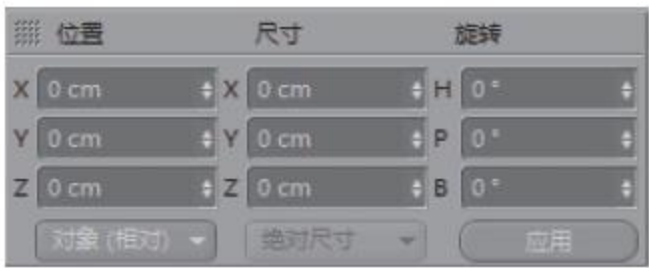 位置 尺寸 旋转
X 0 cm X 0 cm H 0 °
Y 0 cm Y 0 cm P 0 °
Z 0 cm Z 0 cm B 0 °
对象 (相对) 绝对尺寸 应用